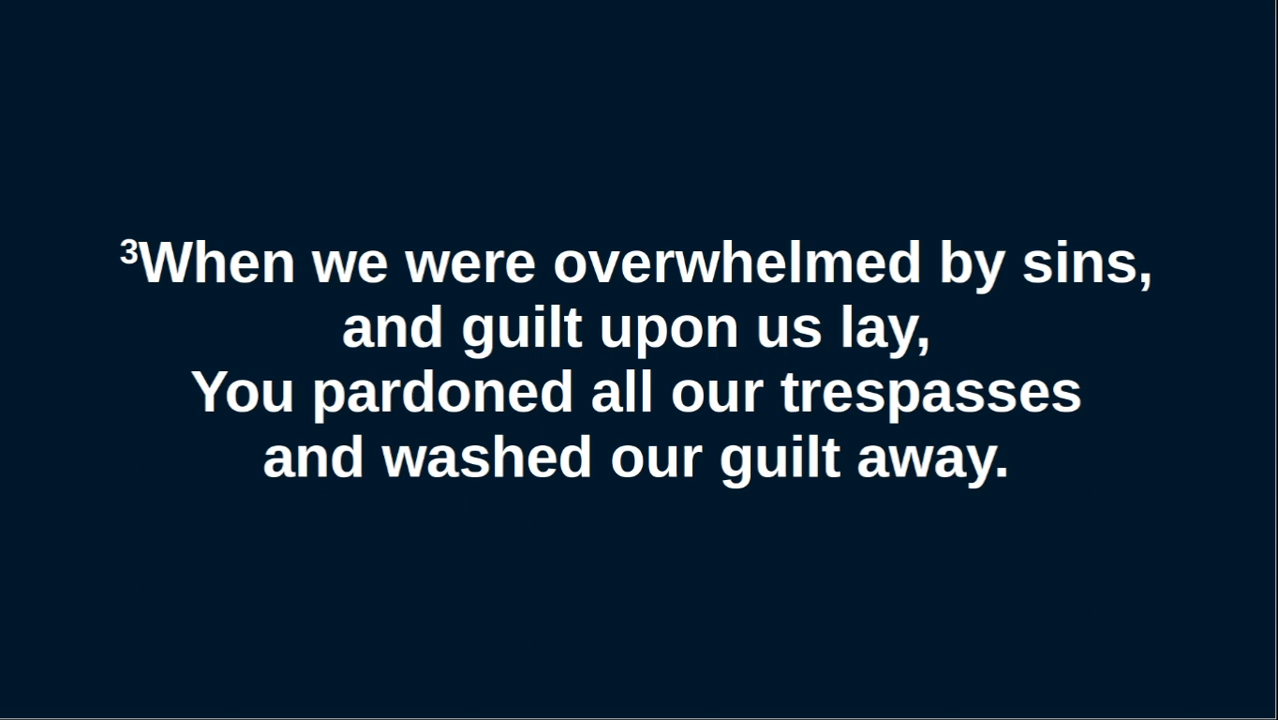 ³When we were overwhelmed by sins,
and guilt upon us lay,
You pardoned all our trespasses
and washed our guilt away.